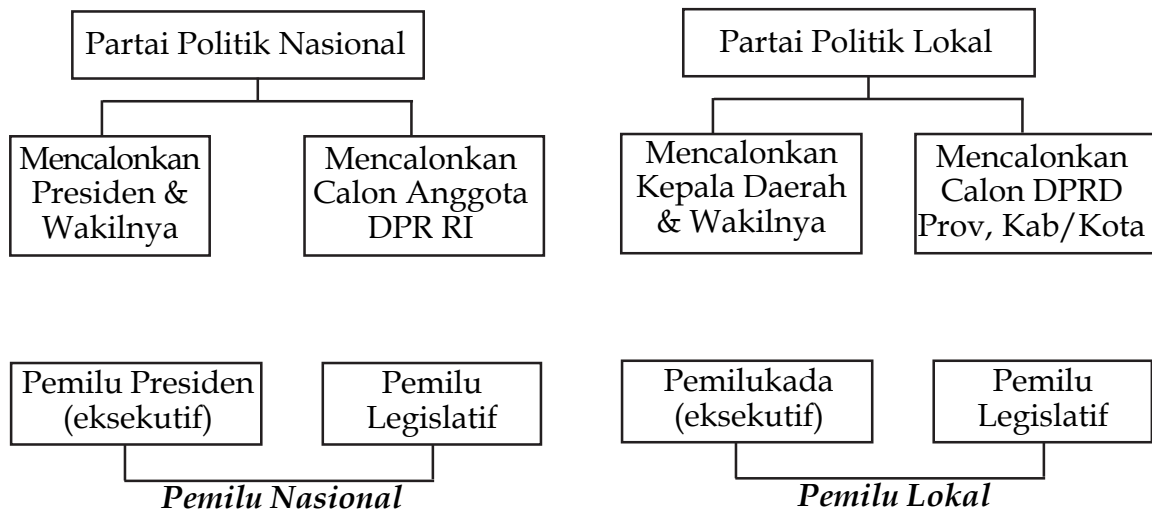 Partai Politik Nasional
Mencalonkan
Presiden &
Wakilnya
Mencalonkan
Calon Anggota
DPR RI
Partai Politik Lokal
Mencalonkan
Kepala Daerah
& Wakilnya
Mencalonkan
Calon DPRD
Prov, Kab/Kota
Pemilu Presiden
(eksekutif)
Pemilu
Legislatif
Pemilu Nasional
Pemilukada
(eksekutif)
Pemilu
Legislatif
Pemilu Lokal